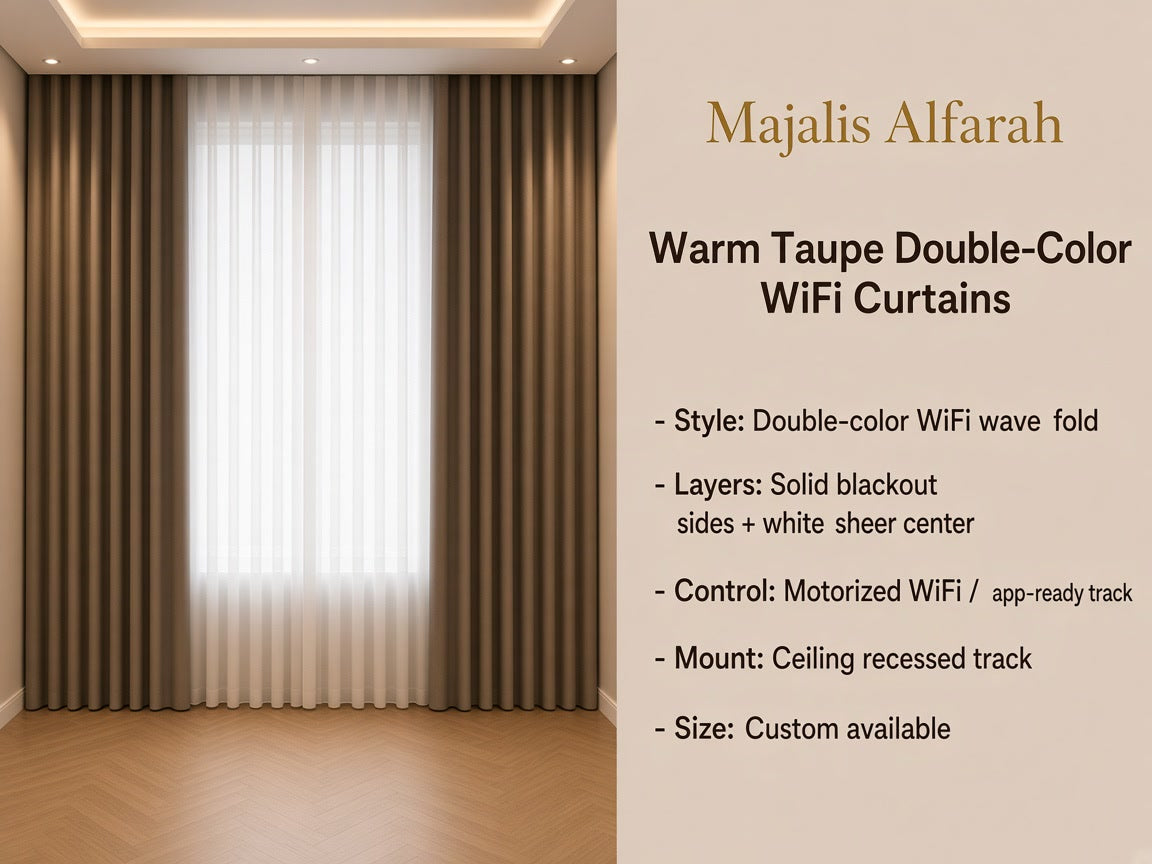 Majalis Alfarah
Warm Taupe Double-Color
WiFi Curtains
- Style: Double-color WiFi wave fold
- Layers: Solid blackout
sides + white sheer center
- Control: Motorized WiFi / app-ready track
- Mount: Ceiling recessed track
- Size: Custom available